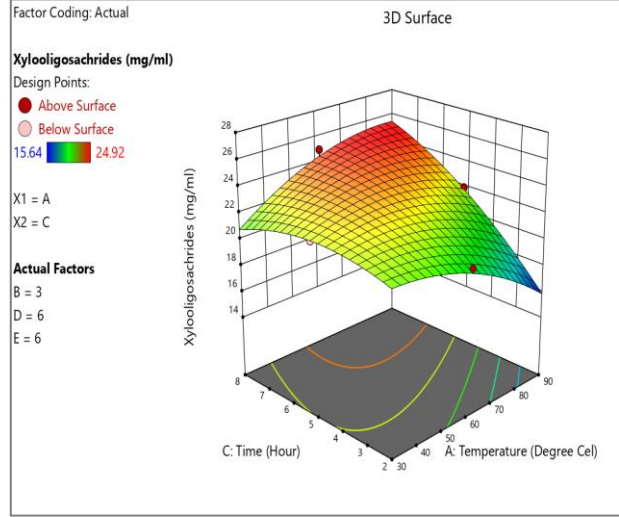 Factor Coding: Actual
3D Surface
Xylooligosachrides (mg/ml)
Design Points:
Above Surface
Below Surface
15.64 24.92
X1 = A
X2 = C
Actual Factors
B = 3
D = 6
E = 6
Xylooligosachrides (mg/ml)
28
26
24
22
20
18
16
14
8
7
6
5
4
3
2
30
40
50
60
70
80
90
C: Time (Hour)
A: Temperature (Degree Cel)